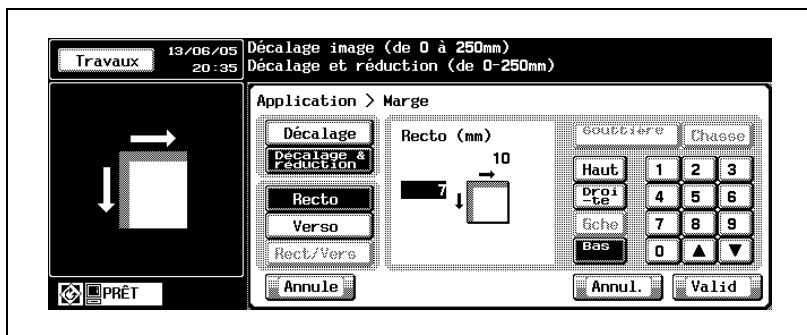 Travaux
13/06/05
20:35
Décalage image (de 0 à 250mm)
Décalage et réduction (de 0-250mm)
Application > Marge
Décalage
Décalage & réduction
Recto
Verso
Rect/Vers
Recto (mm)
10
7
Gouttière
Chasse
Haut
1 2 3
Droi
-te
4 5 6
Gche
7 8 9
Bas
0 ▲ ▼
Annule
Annul.
Valid
PRÊT